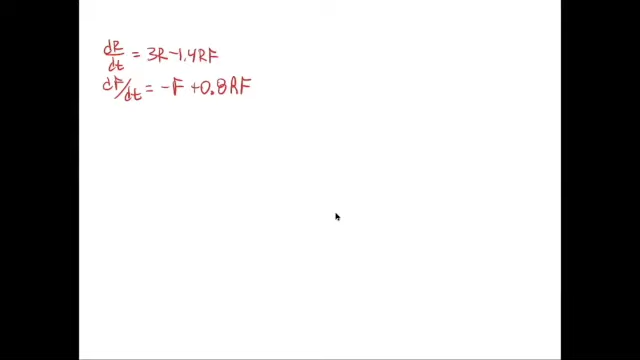 dR/dt = 3R - 1.4RF
dF/dt = -F + 0.8RF